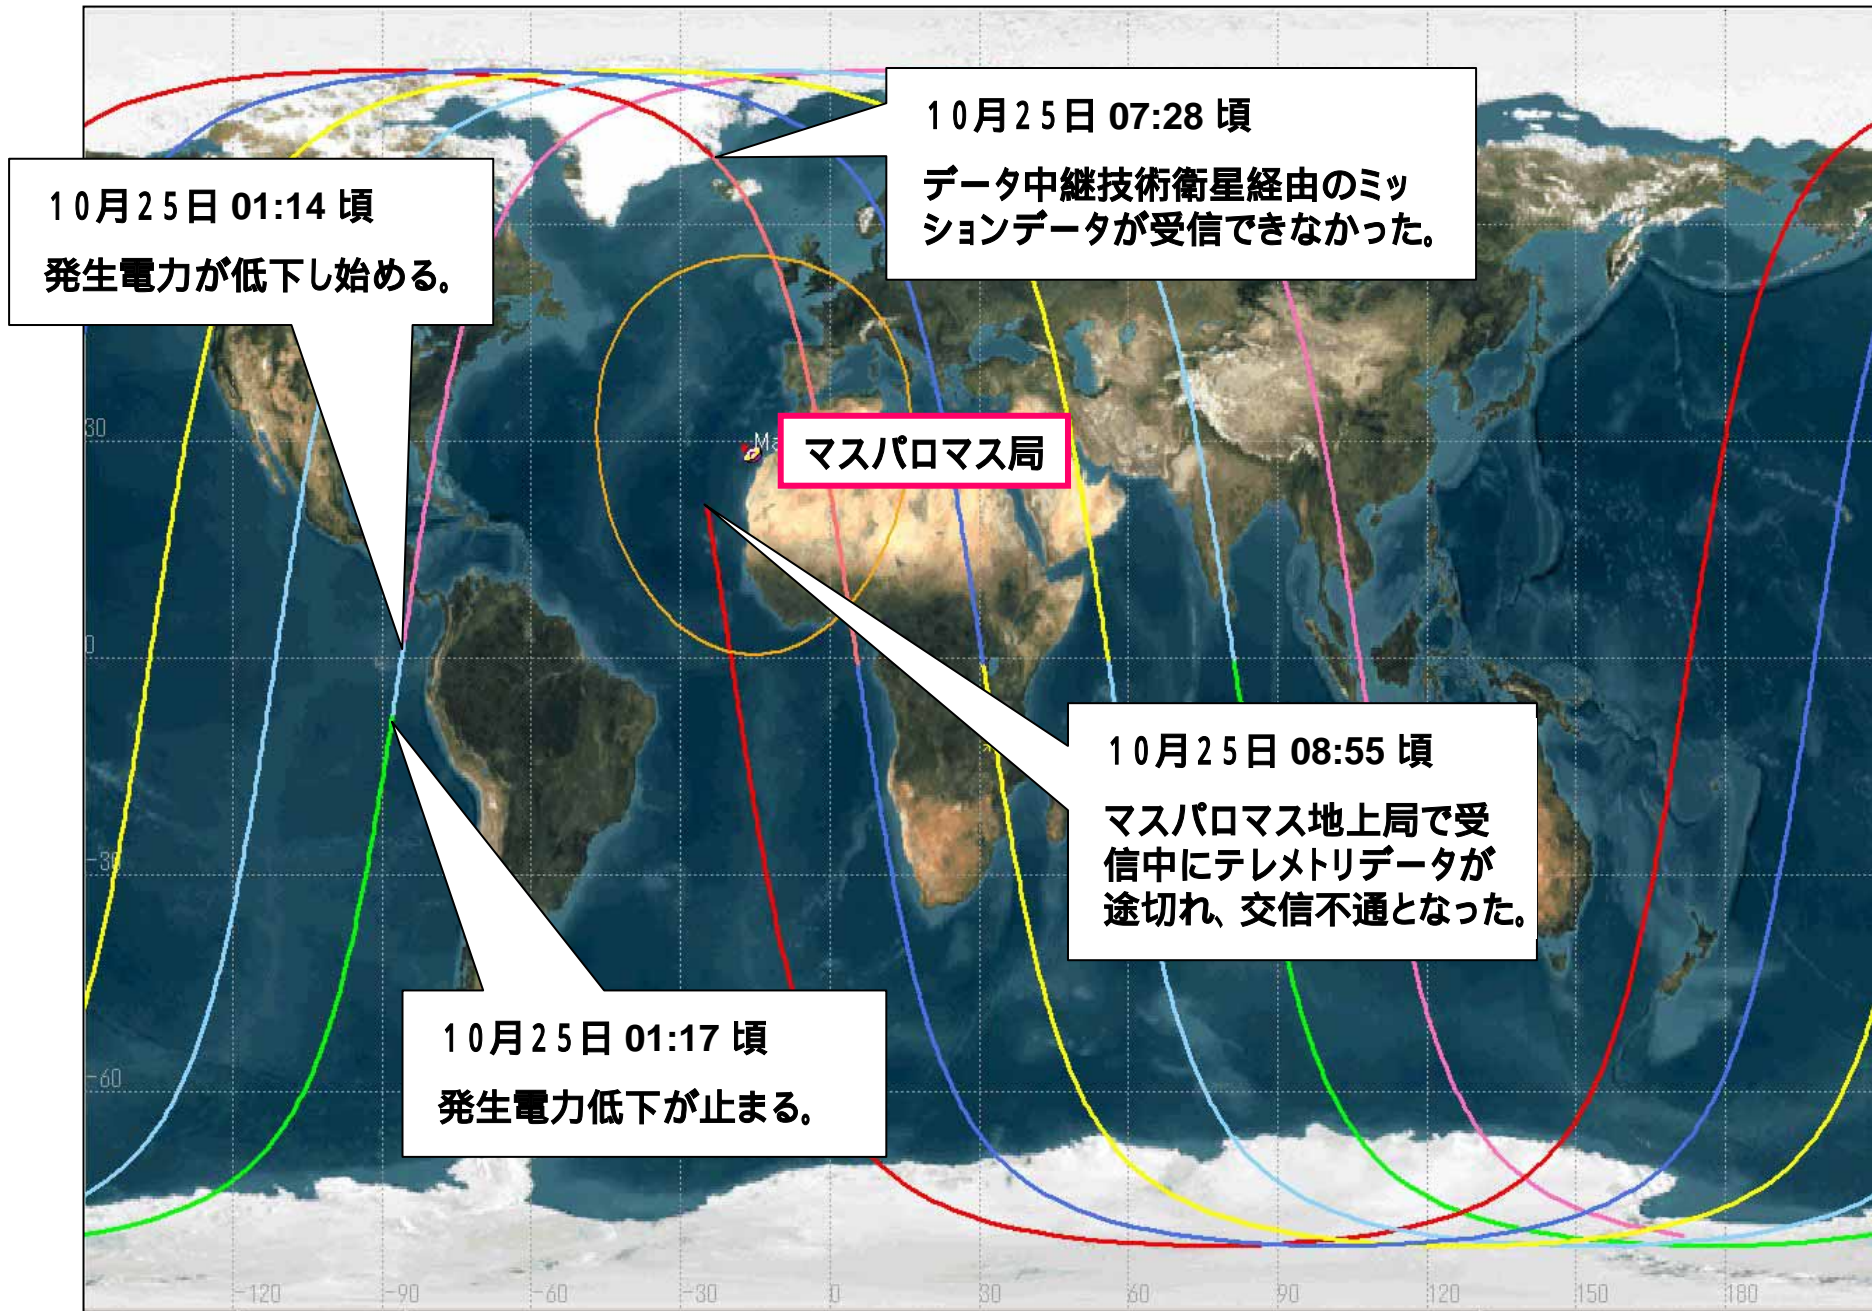 10月25日 07:28 頃
データ中継技術衛星経由のミッ
ションデータが受信できなかった。
10月25日 01:14 頃
発生電力が低下し始める。
30
Ma
マスパロマス局
0
10月25日 08:55 頃
マスパロマス地上局で受
信中にテレメトリデータが
途切れ、交信不通となった。
-30
10月25日 01:17 頃
発生電力低下が止まる。
-60
-120 -90 -60 -30 0 30 60 90 120 150 180